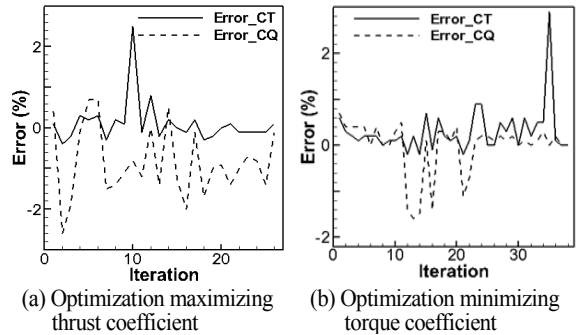 Error_CT
Error_CQ
Error (%)
2
0
-2
0
10
20
Iteration
(a) Optimization maximizing
thrust coefficient
Error_CT
Error_CQ
Error (%)
2
0
-2
0
10
20
30
Iteration
(b) Optimization minimizing
torque coefficient